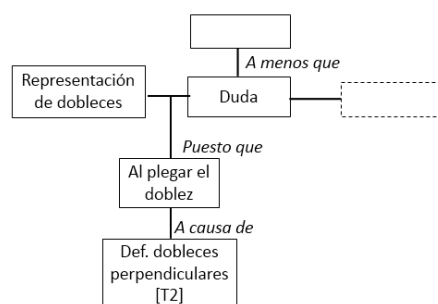 A menos que
Representación
de dobleces
Duda
Puesto que
Al plegar el
doblez
A causa de
Def. dobleces
perpendiculares
[T2]